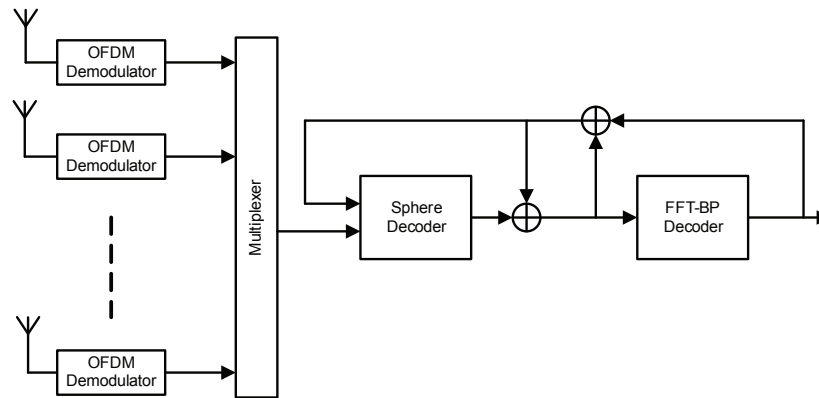 OFDM
Demodulator
OFDM
Demodulator
OFDM
Demodulator
Multiplexer
Sphere
Decoder
FFT-BP
Decoder